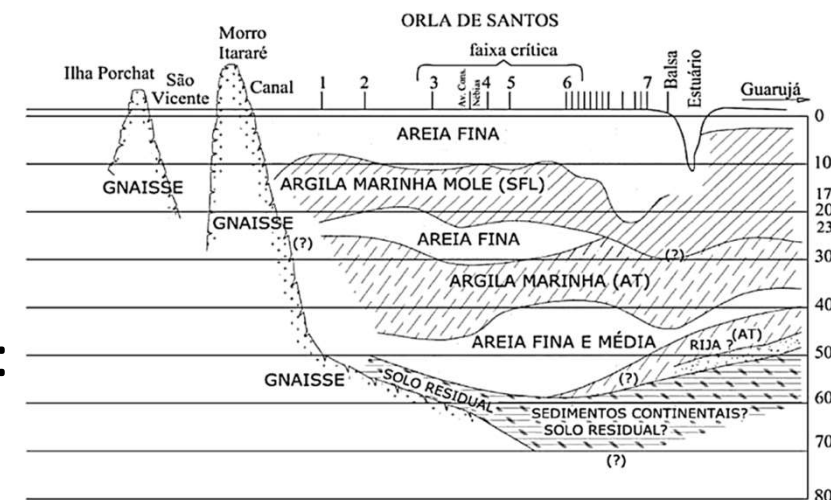 ORLA DE SANTOS
faixa crítica
Morro
Itararé
Ilha Porchat
São
Vicente
Canal
1
2
3
Av. Cons.
Nébias
4
5
6
7
Balsa
Estuário
Guarujá
0
AREIA FINA
10
GNAISSE
ARGILA MARINHA MOLE (SFL)
17
20
GNAISSE
(?)
AREIA FINA
23
(?)
30
ARGILA MARINHA (AT)
40
AREIA FINA E MÉDIA
RIJA ?
(AT)
50
:
GNAISSE
SOLO RESIDUAL
(?)
60
SEDIMENTOS CONTINENTAIS?
SOLO RESIDUAL?
70
(?)
80